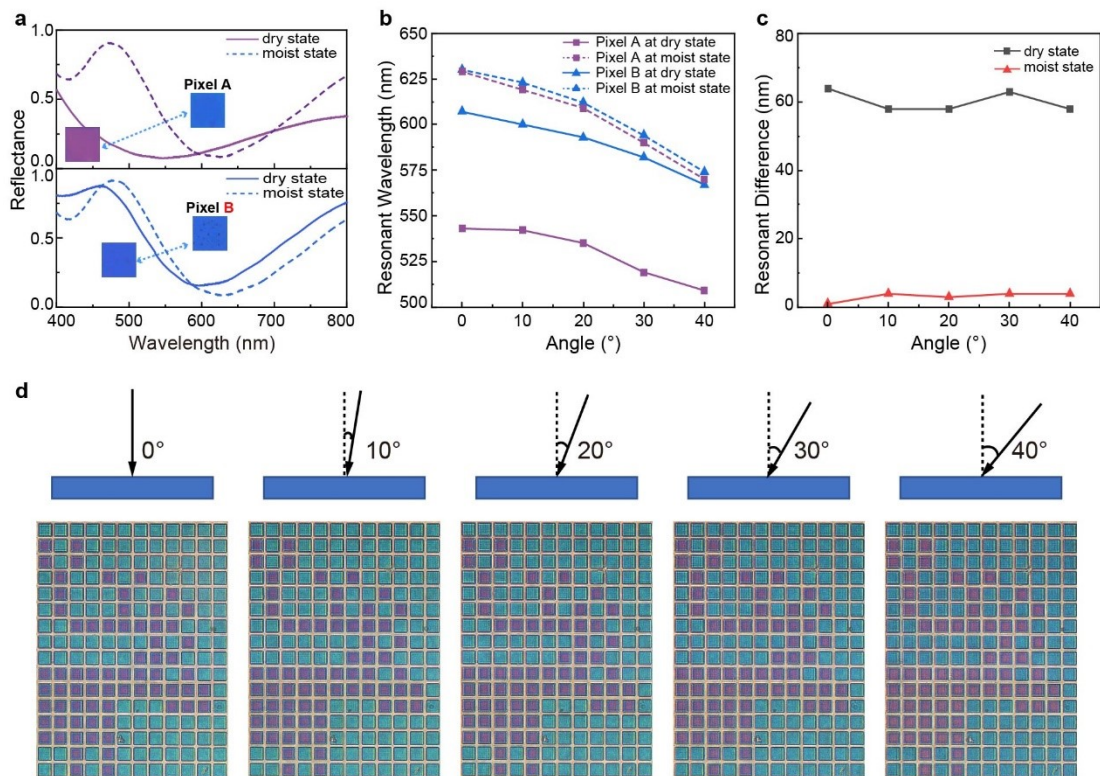 a
1.0
dry state
moist state
Pixel A
0.5
0.0
1.0
dry state
moist state
Pixel B
0.5
0.0
Reflectance
400 500 600 700 800
Wavelength (nm)
b
650
625
600
575
550
525
500
Resonant Wavelength (nm)
Pixel A at dry state
Pixel A at moist state
Pixel B at dry state
Pixel B at moist state
0 10 20 30 40
Angle (°)
c
80
60
40
20
0
Resonant Difference (nm)
dry state
moist state
0 10 20 30 40
Angle (°)
d
0° 10° 20° 30° 40°